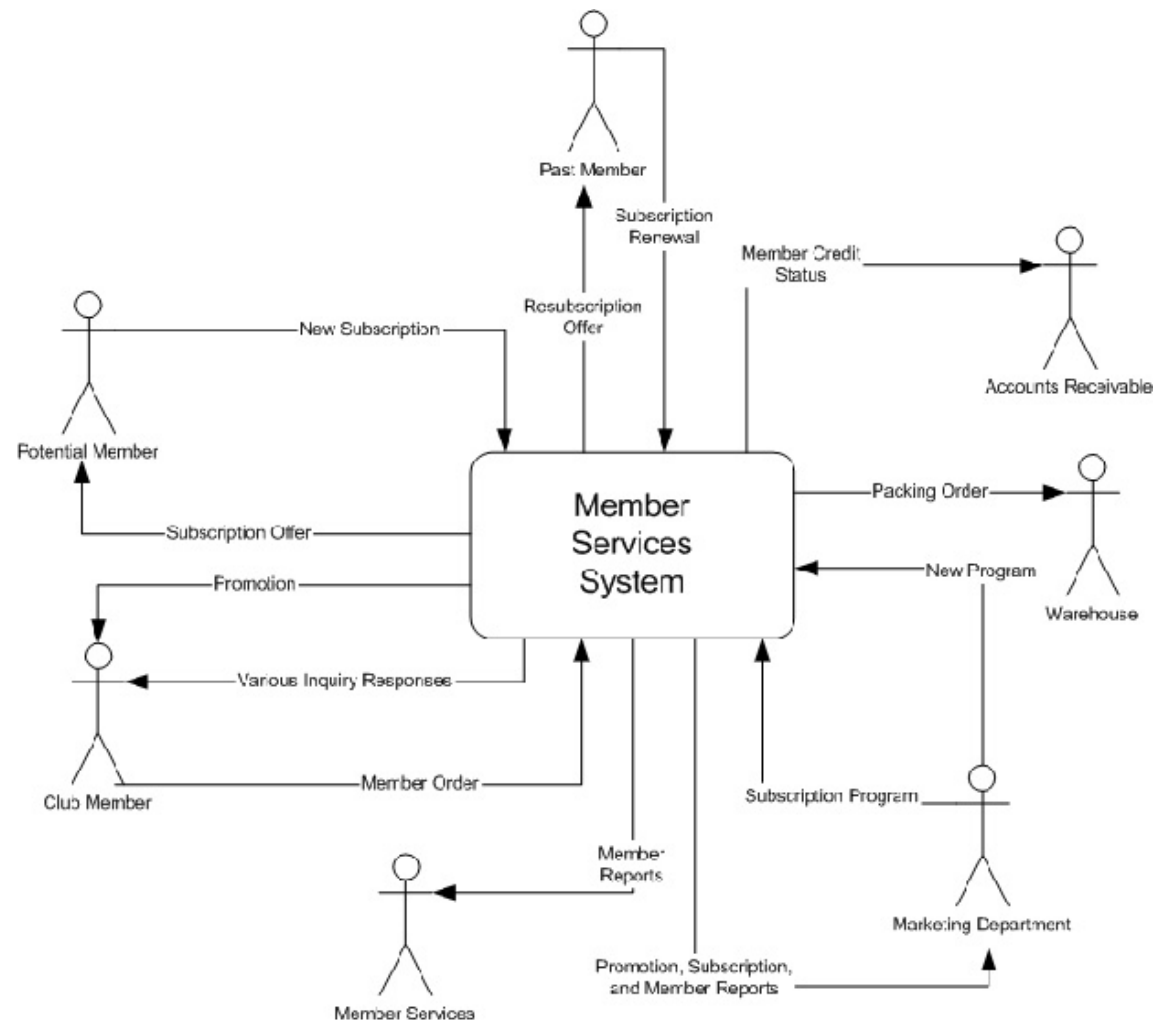 Past Member
Subscription
Renewal
Member Credit
Status
Resubscription
Offer
New Subscription
Accounts Receivable
Potential Member
Packing Order
Member
Services
System
Subscription Offer
New Program
Promotion
Warehouse
Various Inquiry Responses
Member Order
Club Member
Subscription Program
Member
Reports
Marketing Department
Promotion, Subscription,
and Member Reports
Member Services